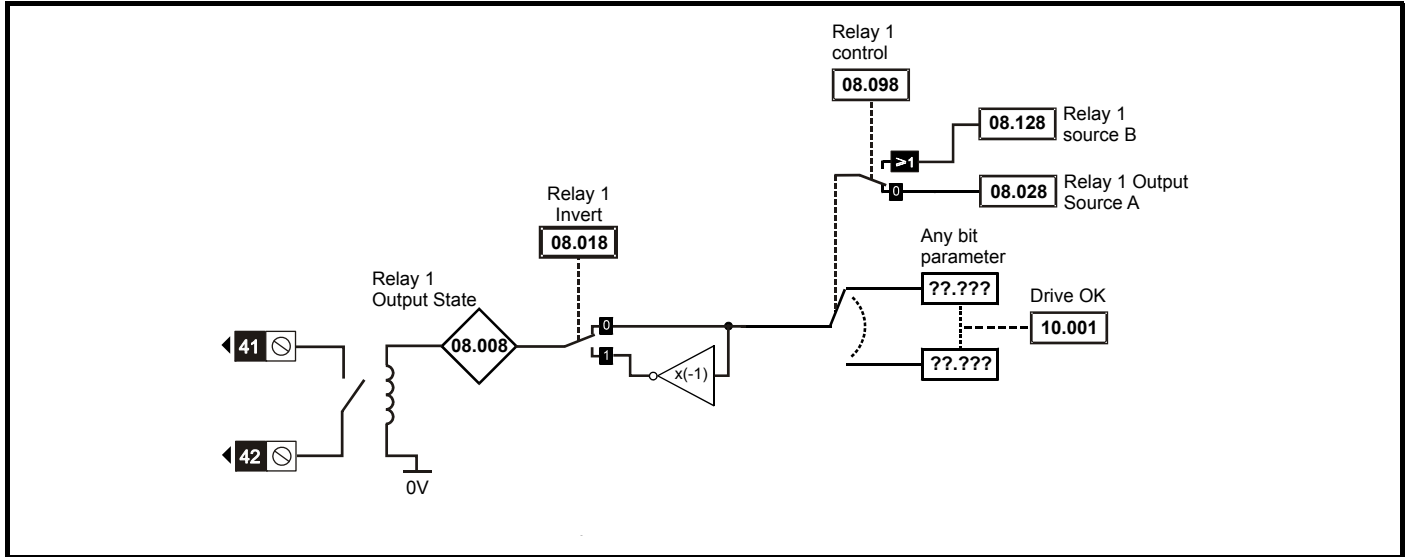 Relay 1
control
08.098
08.128
Relay 1
source B
>1
0
08.028
Relay 1 Output
Source A
Relay 1
Invert
08.018
Any bit
parameter
??.???
Drive OK
10.001
??.???
Relay 1
Output State
08.008
0
1
x(-1)
41
42
0V